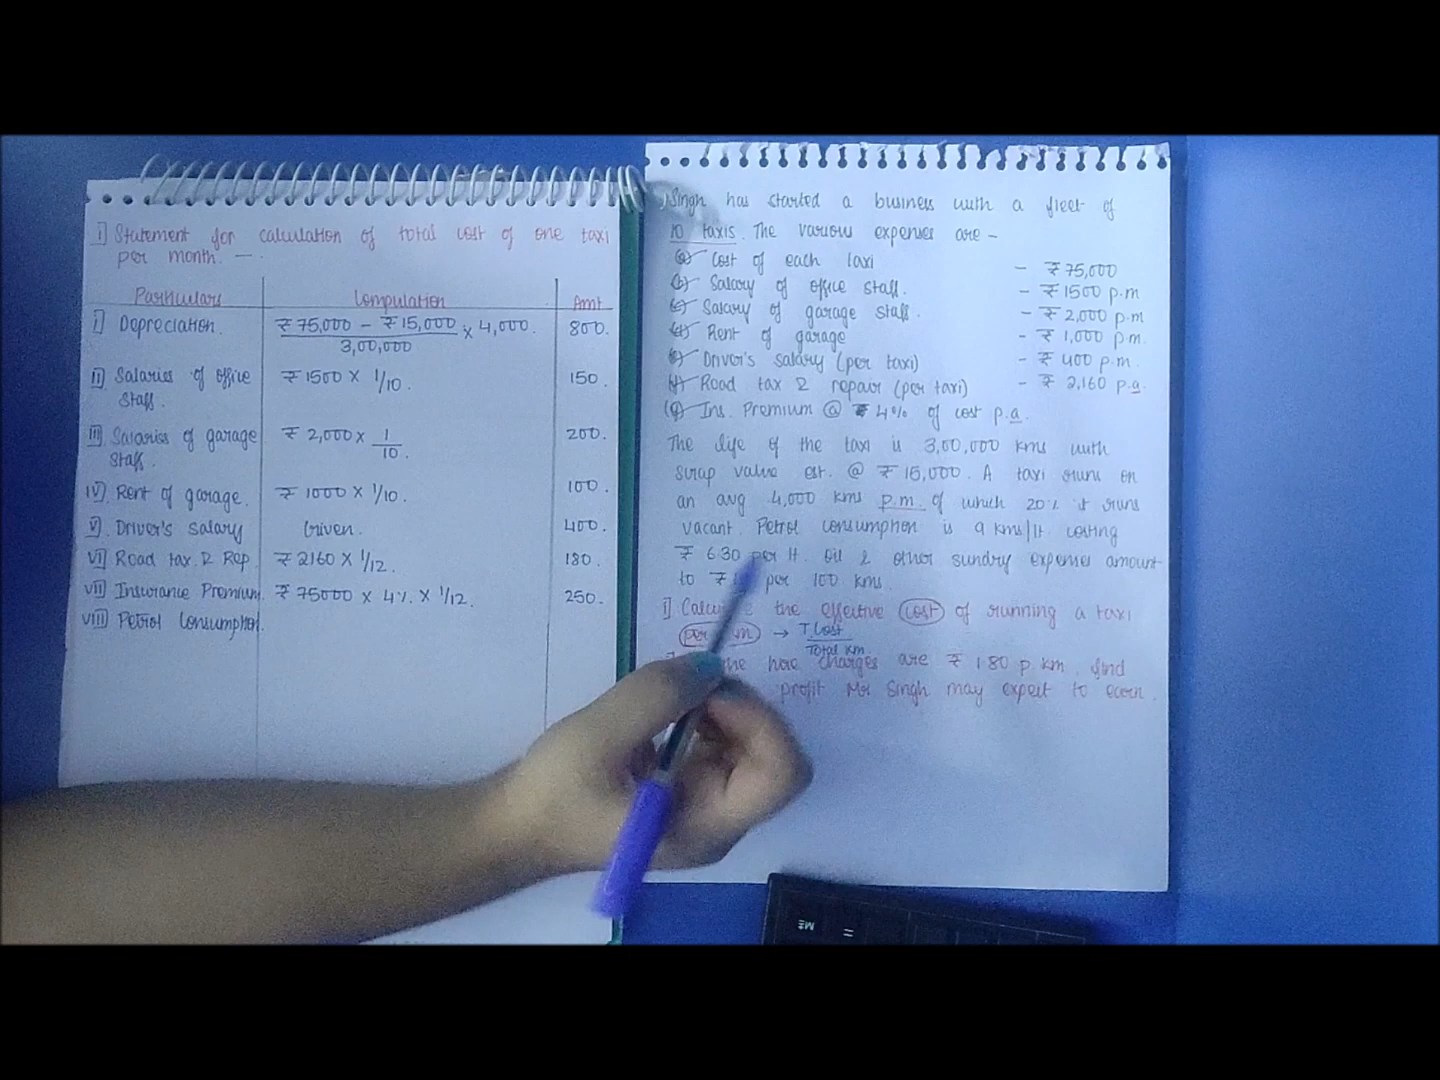 i] Statement for calculation of total cost of one taxi
per month. —
Particulars Computation Amt
i] Depreciation. ₹ 75,000 - ₹ 15,000 × 4,000. 800.
3,00,000
ii] Salaries of office ₹ 1500 × 1/10. 150.
staff.
iii] Salaries of garage ₹ 2,000 × 1/10. 200.
staff.
iv] Rent of garage. ₹ 1000 × 1/10. 100.
v] Driver's Salary Given. 400.
vi] Road tax & Rep. ₹ 2160 × 1/12. 180.
vii] Insurance Premium. ₹ 75000 × 4% × 1/12. 250.
viii] Petrol Consumption.
Singh has started a business with a fleet of
10 taxis. The various expenses are -
(a) Cost of each taxi - ₹ 75,000
(b) Salary of office staff. - ₹ 1500 p.m
(c) Salary of garage staff. - ₹ 2,000 p.m
(d) Rent of garage - ₹ 1,000 p.m.
(e) Driver's salary (per taxi) - ₹ 400 p.m.
(f) Road tax & repair (per taxi) - ₹ 2,160 p.a.
(g) Ins. Premium @ 4% of cost p.a.
The life of the taxi is 3,00,000 kms with
scrap value est. @ ₹ 15,000. A taxi runs on
an avg 4,000 kms p.m. of which 20% it runs
vacant. Petrol consumption is 9 kms/lt. costing
₹ 6.30 per lt. Oil & other sundry expenses amount
to ₹ per 100 kms.
i] the effective cost of running a taxi
→ T. Cost
Total Km.
hire charges are ₹ 1.80 p. km, find
profit Mr Singh may expect to earn.